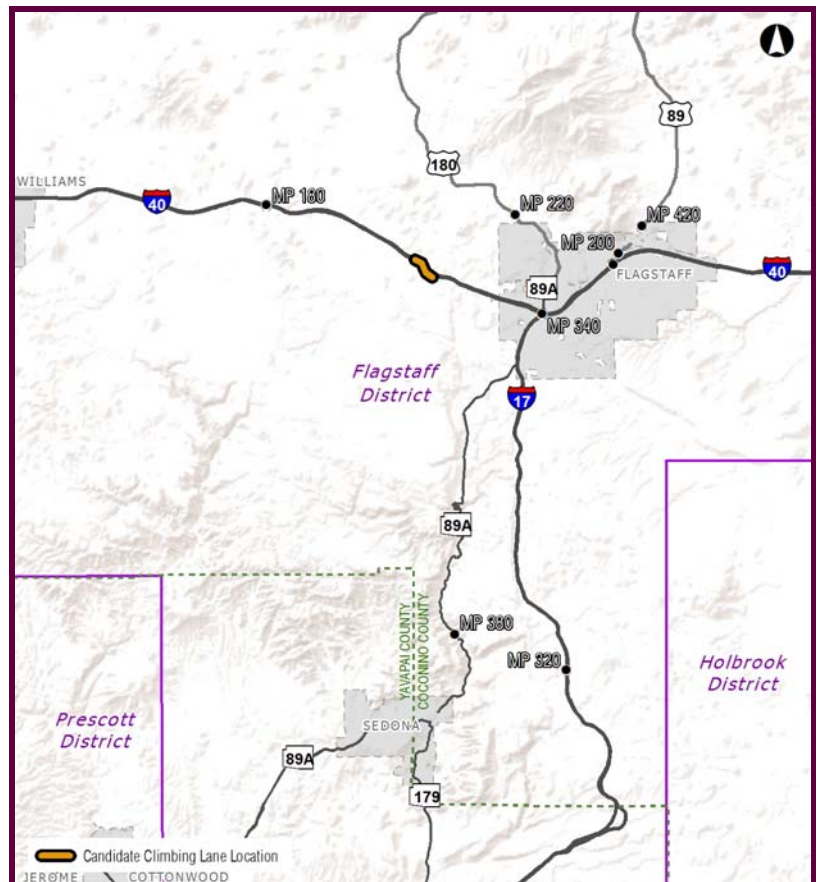 89
180
WILLIAMS
MP 180
40
MP 220
MP 420
MP 200
FLAGSTAFF
40
89A
MP 340
Flagstaff
District
17
89A
YAVAPAI COUNTY
COCONINO COUNTY
MP 380
MP 320
Holbrook
District
Prescott
District
SEDONA
89A
179
Candidate Climbing Lane Location
JEROME
COTTONWOOD